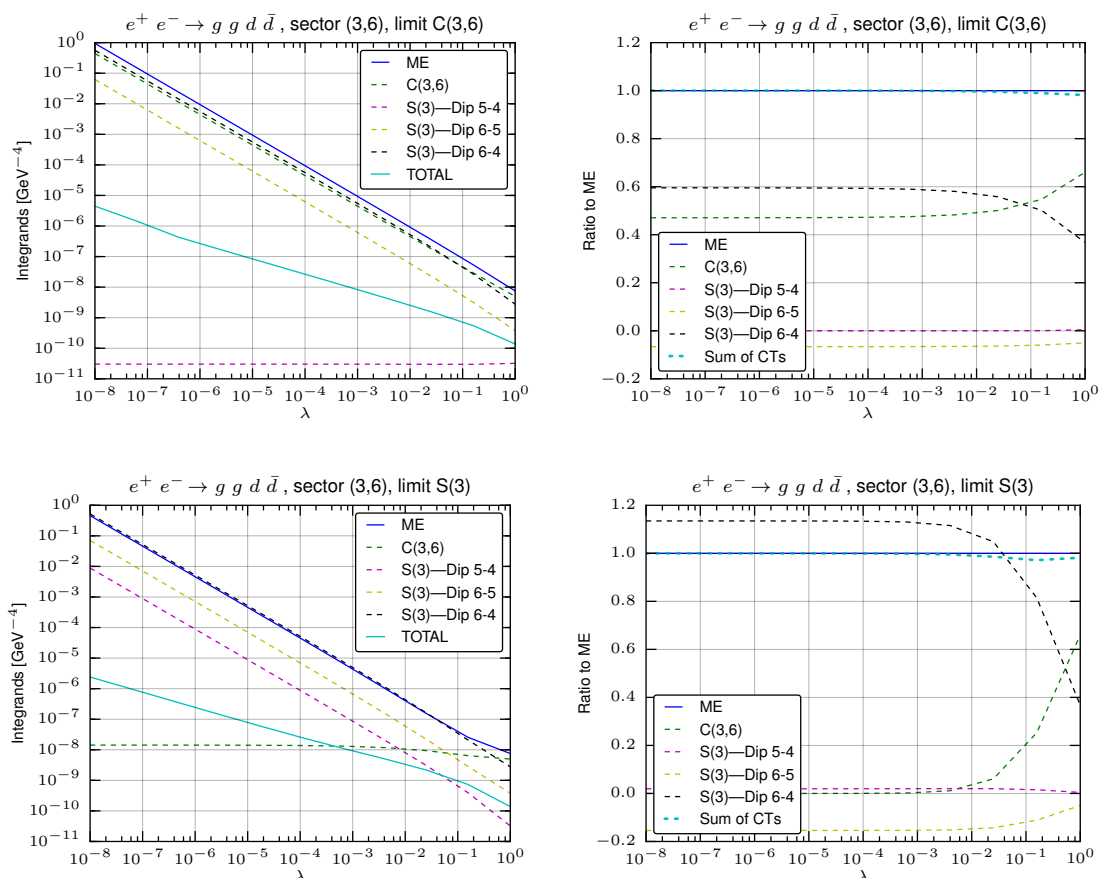 e⁺ e⁻ → g g d d̄ , sector (3,6), limit C(3,6)
Integrands [GeV⁻⁴]
10⁰
10⁻¹
10⁻²
10⁻³
10⁻⁴
10⁻⁵
10⁻⁶
10⁻⁷
10⁻⁸
10⁻⁹
10⁻¹⁰
10⁻¹¹
ME
C(3,6)
S(3)—Dip 5-4
S(3)—Dip 6-5
S(3)—Dip 6-4
TOTAL
10⁻⁸ 10⁻⁷ 10⁻⁶ 10⁻⁵ 10⁻⁴ 10⁻³ 10⁻² 10⁻¹ 10⁰
λ
e⁺ e⁻ → g g d d̄ , sector (3,6), limit C(3,6)
Ratio to ME
1.2
1.0
0.8
0.6
0.4
0.2
0.0
−0.2
ME
C(3,6)
S(3)—Dip 5-4
S(3)—Dip 6-5
S(3)—Dip 6-4
Sum of CTs
10⁻⁸ 10⁻⁷ 10⁻⁶ 10⁻⁵ 10⁻⁴ 10⁻³ 10⁻² 10⁻¹ 10⁰
λ
e⁺ e⁻ → g g d d̄ , sector (3,6), limit S(3)
Integrands [GeV⁻⁴]
10⁰
10⁻¹
10⁻²
10⁻³
10⁻⁴
10⁻⁵
10⁻⁶
10⁻⁷
10⁻⁸
10⁻⁹
10⁻¹⁰
10⁻¹¹
ME
C(3,6)
S(3)—Dip 5-4
S(3)—Dip 6-5
S(3)—Dip 6-4
TOTAL
10⁻⁸ 10⁻⁷ 10⁻⁶ 10⁻⁵ 10⁻⁴ 10⁻³ 10⁻² 10⁻¹ 10⁰
λ
e⁺ e⁻ → g g d d̄ , sector (3,6), limit S(3)
Ratio to ME
1.2
1.0
0.8
0.6
0.4
0.2
0.0
−0.2
ME
C(3,6)
S(3)—Dip 5-4
S(3)—Dip 6-5
S(3)—Dip 6-4
Sum of CTs
10⁻⁸ 10⁻⁷ 10⁻⁶ 10⁻⁵ 10⁻⁴ 10⁻³ 10⁻² 10⁻¹ 10⁰
λ